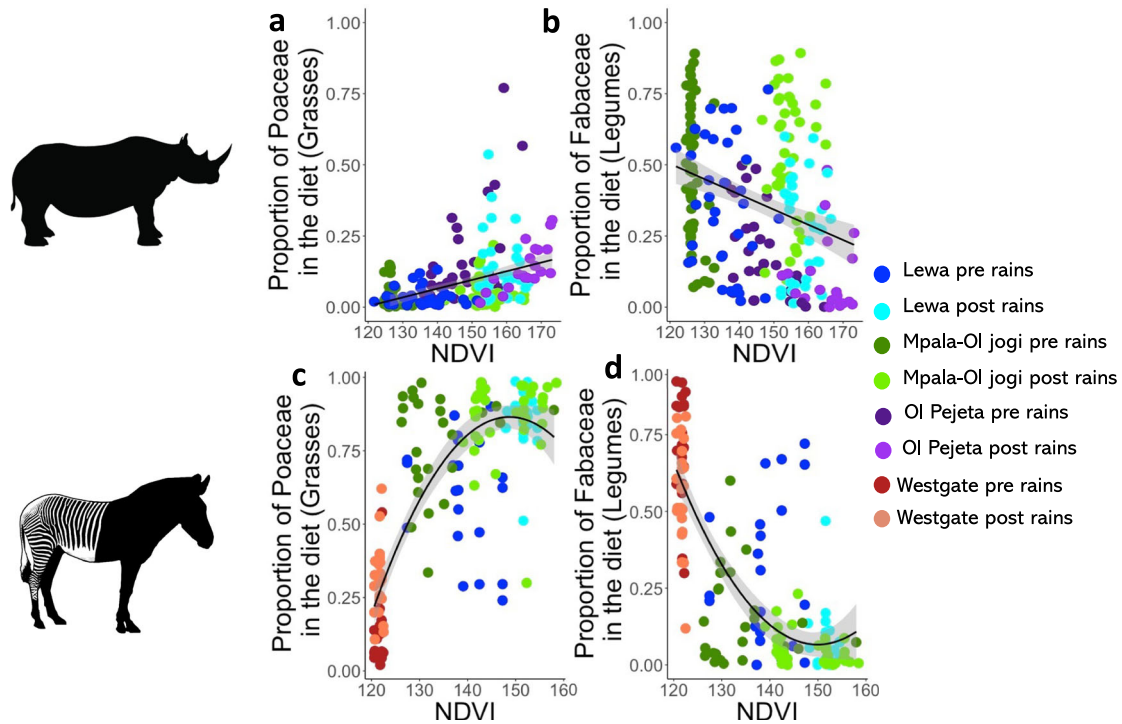 a
Proportion of Poaceae
in the diet (Grasses)
1.00
0.75
0.50
0.25
0.00
120 130 140 150 160 170
NDVI
b
Proportion of Fabaceae
in the diet (Legumes)
1.00
0.75
0.50
0.25
0.00
120 130 140 150 160 170
NDVI
c
Proportion of Poaceae
in the diet (Grasses)
1.00
0.75
0.50
0.25
0.00
120 130 140 150 160
NDVI
d
Proportion of Fabaceae
in the diet (Legumes)
1.00
0.75
0.50
0.25
0.00
120 130 140 150 160
NDVI
Lewa pre rains
Lewa post rains
Mpala-Ol jogi pre rains
Mpala-Ol jogi post rains
Ol Pejeta pre rains
Ol Pejeta post rains
Westgate pre rains
Westgate post rains